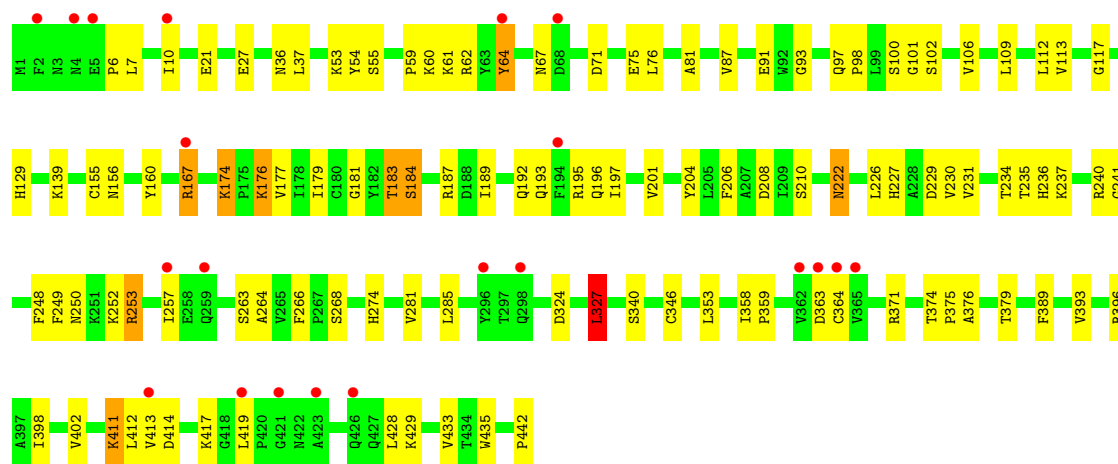 M1 F2 N3 N4 E5 P6 L7 I10 E21 E27 N36 L37 K53 Y54 S55 P59 K60 K61 R62 Y63 Y64 N67 D68 D71 E75 L76 A81 V87 E91 W92 G93 Q97 P98 L99 S100 G101 S102 V106 L109 L112 V113 G117
H129 K139 C155 N156 Y160 R167 K174 P175 K176 V177 I178 I179 C180 G181 Y182 T183 S184 R187 D188 I189 Q192 Q193 F194 R195 Q196 I197 V201 Y204 L205 F206 A207 D208 I209 S210 N222 L226 H227 A228 D229 V230 V231 T234 T235 H236 K237 R240
F248 F249 N250 K251 K252 R253 I257 E258 Q259 S263 A264 V265 F266 P267 S268 H274 V281 L285 Y296 T297 Q298 D324 L327 S340 C346 L353 I358 P359 V362 D363 C364 V365 R371 T374 P375 A376 T379 F389 V393
A397 I398 V402 K411 L412 V413 D414 K417 G418 L419 P420 G421 N422 A423 Q426 Q427 L428 K429 V433 T434 W435 P442